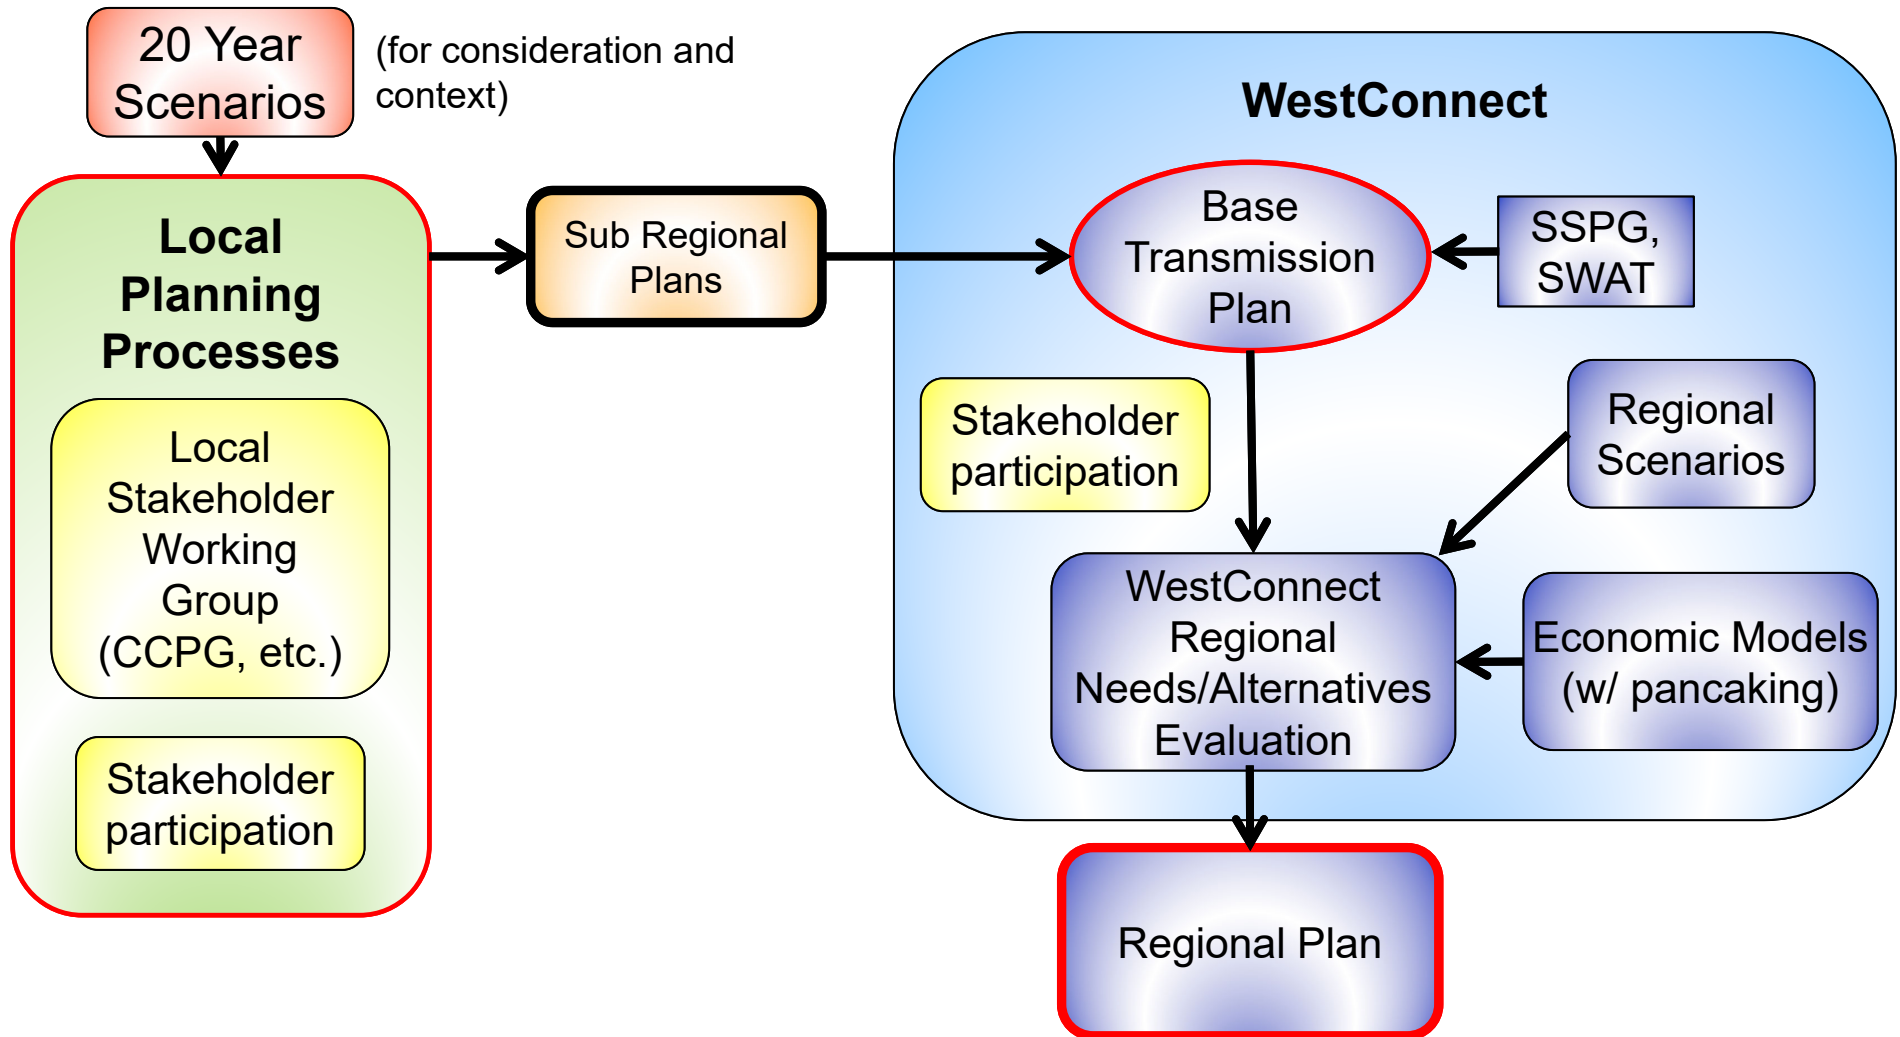 20 Year
Scenarios
(for consideration and
context)
Local
Planning
Processes
Local
Stakeholder
Working
Group
(CCPG, etc.)
Stakeholder
participation
Sub Regional
Plans
WestConnect
Base
Transmission
Plan
SSPG,
SWAT
Stakeholder
participation
Regional
Scenarios
WestConnect
Regional
Needs/Alternatives
Evaluation
Economic Models
(w/ pancaking)
Regional Plan